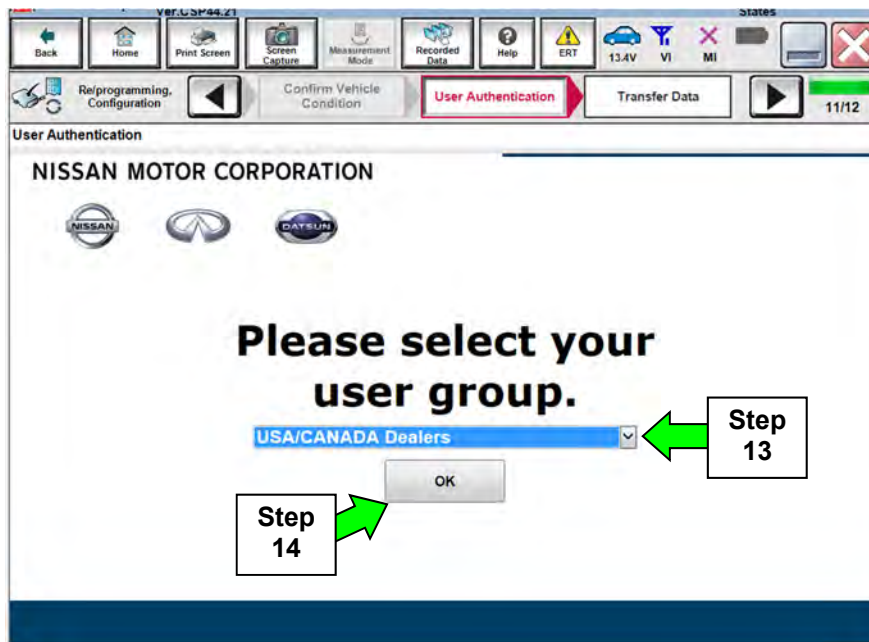 Ver.CSP44.21
States
Back
Home
Print Screen
Screen
Capture
Measurement
Mode
Recorded
Data
Help
ERT
13.4V
VI
MI
Re/programming,
Configuration
Confirm Vehicle
Condition
User Authentication
Transfer Data
11/12
User Authentication
NISSAN MOTOR CORPORATION
NISSAN
DATSUN
Please select your
user group.
USA/CANADA Dealers
Step
13
OK
Step
14